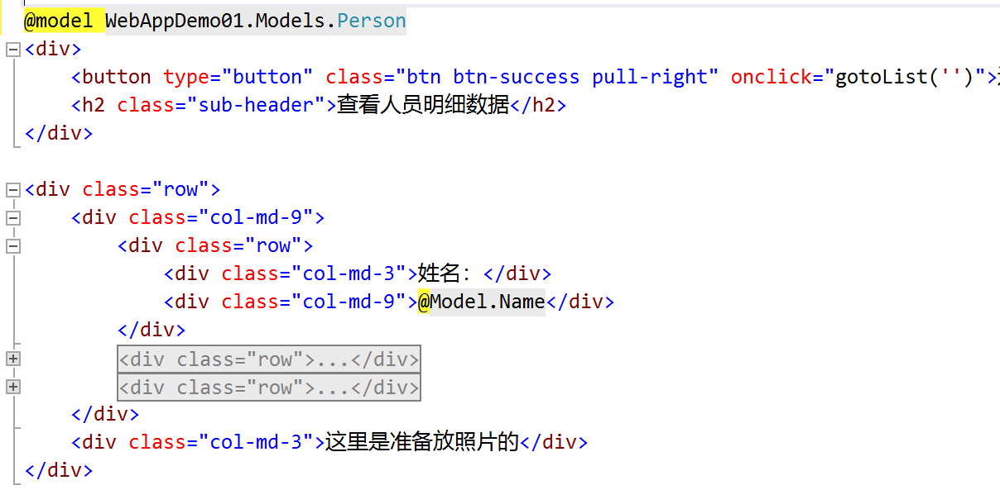 @model WebAppDemo01.Models.Person
<div>
<button type="button" class="btn btn-success pull-right" onclick="gotoList('')">
<h2 class="sub-header">查看人员明细数据</h2>
</div>
<div class="row">
<div class="col-md-9">
<div class="row">
<div class="col-md-3">姓名：</div>
<div class="col-md-9">@Model.Name</div>
</div>
<div class="row">...</div>
<div class="row">...</div>
</div>
<div class="col-md-3">这里是准备放照片的</div>
</div>